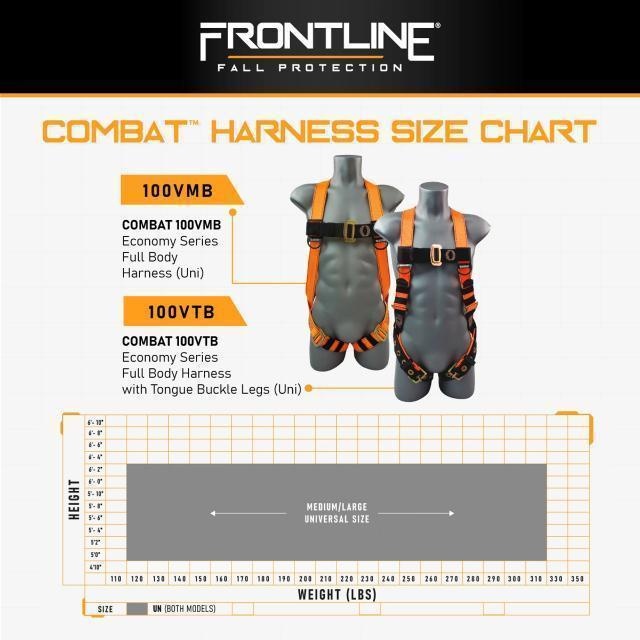 FRONTLINE®
FALL PROTECTION
COMBAT™ HARNESS SIZE CHART
100VMB
COMBAT 100VMB
Economy Series
Full Body
Harness (Uni)
100VTB
COMBAT 100VTB
Economy Series
Full Body Harness
with Tongue Buckle Legs (Uni)
HEIGHT
6'- 10"
6'- 8"
6'- 6"
6'- 4"
6'- 2"
6'- 0"
5'- 10"
5'- 8"
5'- 6"
5'- 4"
5'2"
5'0"
4'10"
MEDIUM/LARGE
UNIVERSAL SIZE
110 120 130 140 150 160 170 180 190 200 210 220 230 240 250 260 270 280 290 300 310 330 350
WEIGHT (LBS)
SIZE UN (BOTH MODELS)